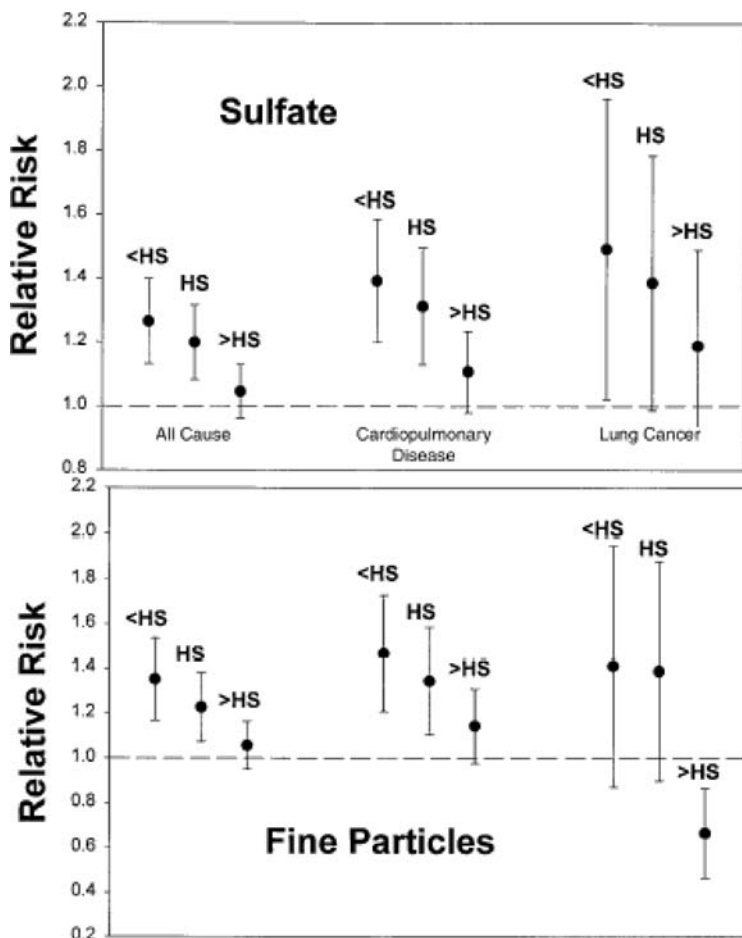 2.2
2.0
1.8
1.6
1.4
1.2
1.0
0.8
Relative Risk
Sulfate
<HS
HS
>HS
<HS
HS
>HS
<HS
HS
>HS
All Cause
Cardiopulmonary
Disease
Lung Cancer
2.2
2.0
1.8
1.6
1.4
1.2
1.0
0.8
0.6
0.4
0.2
Relative Risk
<HS
HS
>HS
<HS
HS
>HS
<HS
HS
>HS
Fine Particles